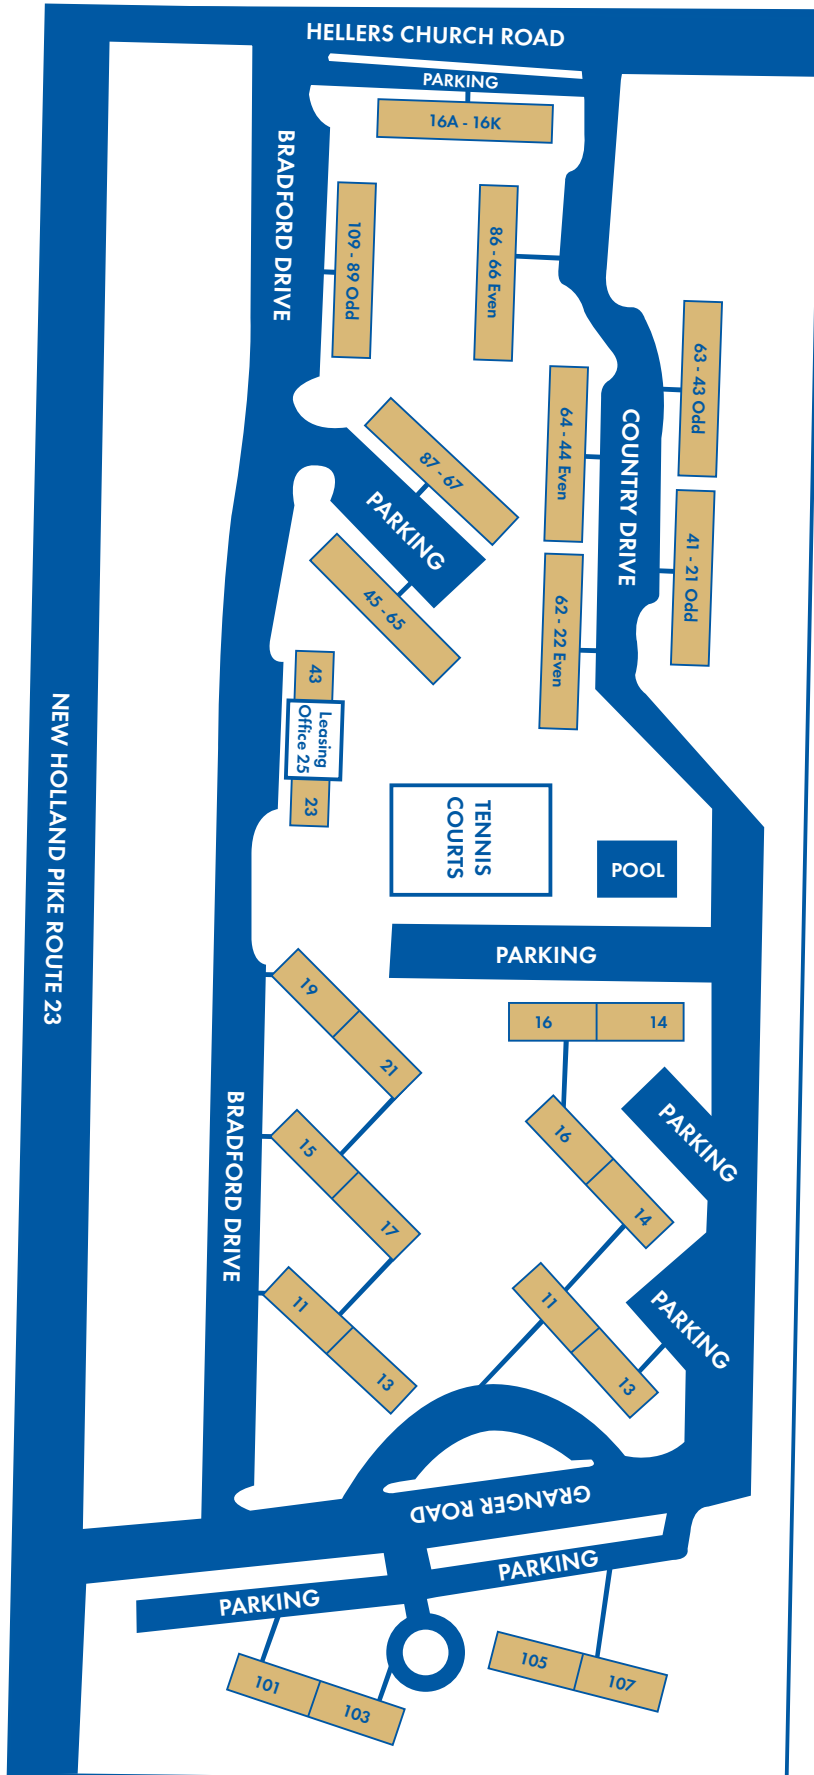 HELLERS CHURCH ROAD
PARKING
16A - 16K
BRADFORD DRIVE
109 - 89 Odd
86 - 66 Even
63 - 43 Odd
64 - 44 Even
COUNTRY DRIVE
87 - 67
PARKING
41 - 21 Odd
45 - 65
62 - 22 Even
43
Leasing
Office 25
23
NEW HOLLAND PIKE ROUTE 23
TENNIS
COURTS
POOL
PARKING
19
21
16
14
PARKING
BRADFORD DRIVE
15
17
16
14
11
13
11
13
PARKING
GRANGER ROAD
PARKING
PARKING
101
103
105
107